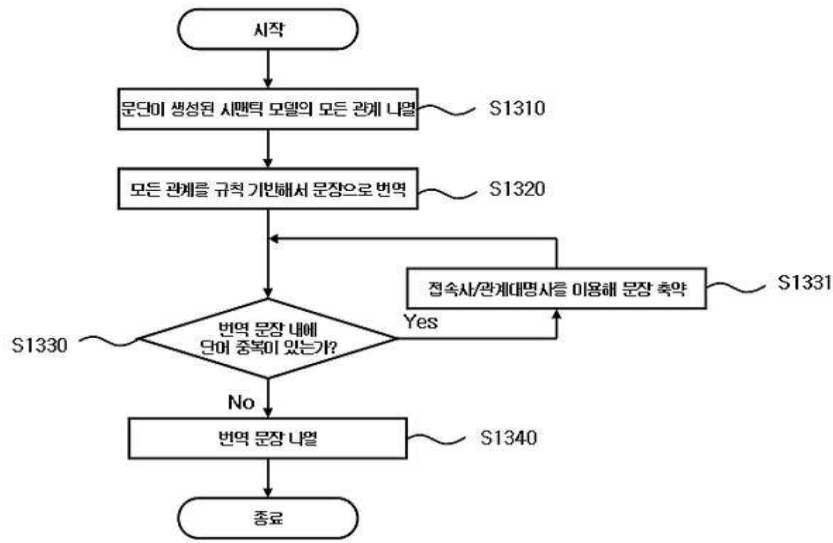 시작
문단이 생성된 시맨틱 모델의 모든 관계 나열
S1310
모든 관계를 규칙 기반해서 문장으로 번역
S1320
접속사/관계대명사를 이용해 문장 축약
S1331
번역 문장 내에
단어 중복이 있는가?
S1330
Yes
No
번역 문장 나열
S1340
종료